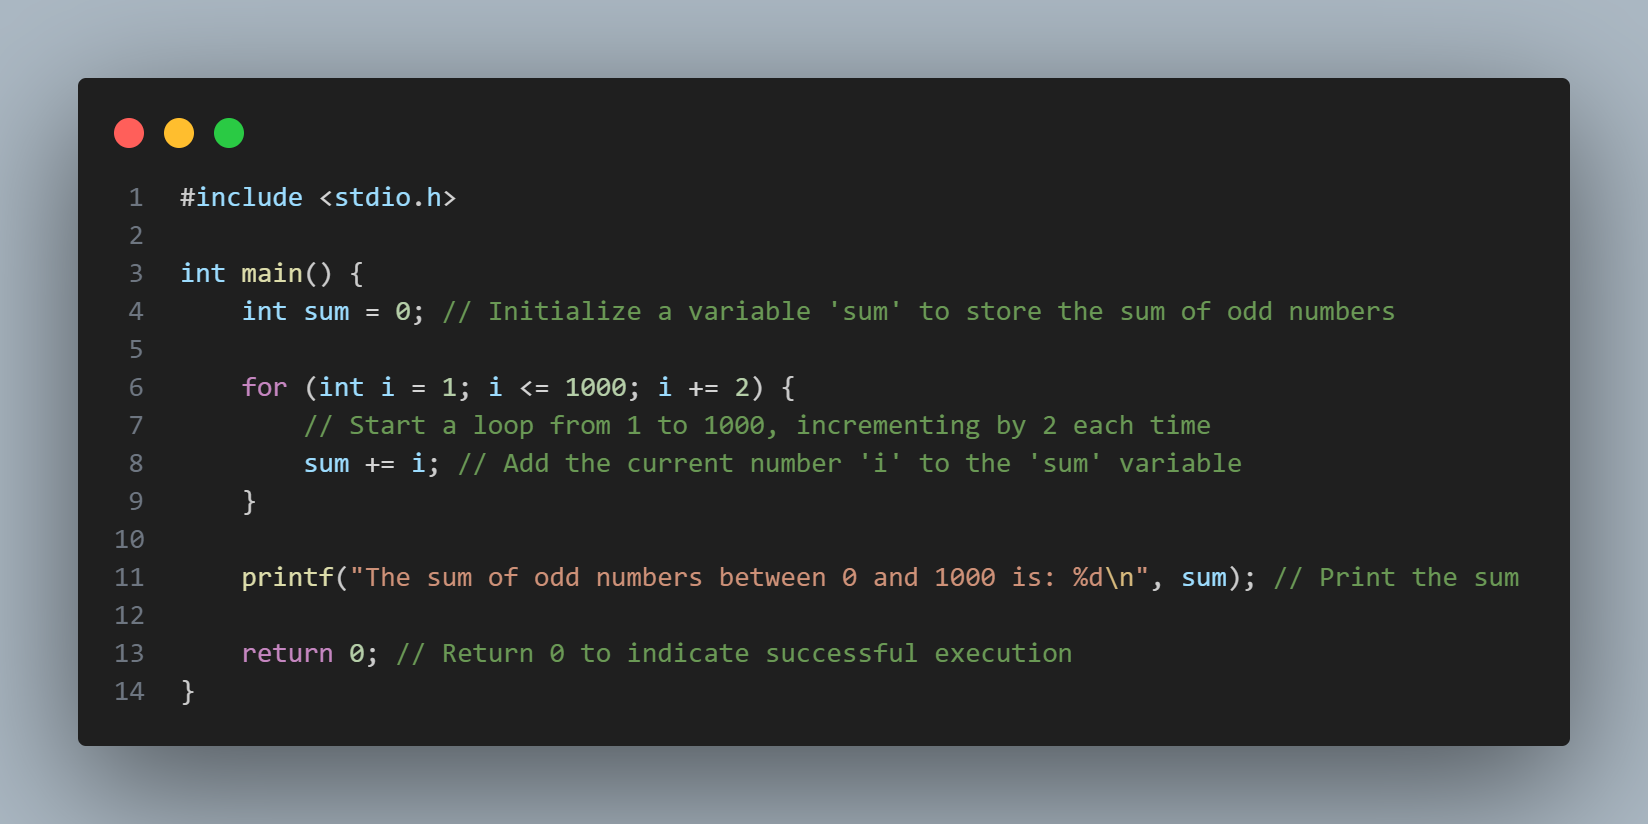 1 #include <stdio.h>
2
3 int main() {
4     int sum = 0; // Initialize a variable 'sum' to store the sum of odd numbers
5
6     for (int i = 1; i <= 1000; i += 2) {
7         // Start a loop from 1 to 1000, incrementing by 2 each time
8         sum += i; // Add the current number 'i' to the 'sum' variable
9     }
10
11     printf("The sum of odd numbers between 0 and 1000 is: %d\n", sum); // Print the sum
12
13     return 0; // Return 0 to indicate successful execution
14 }